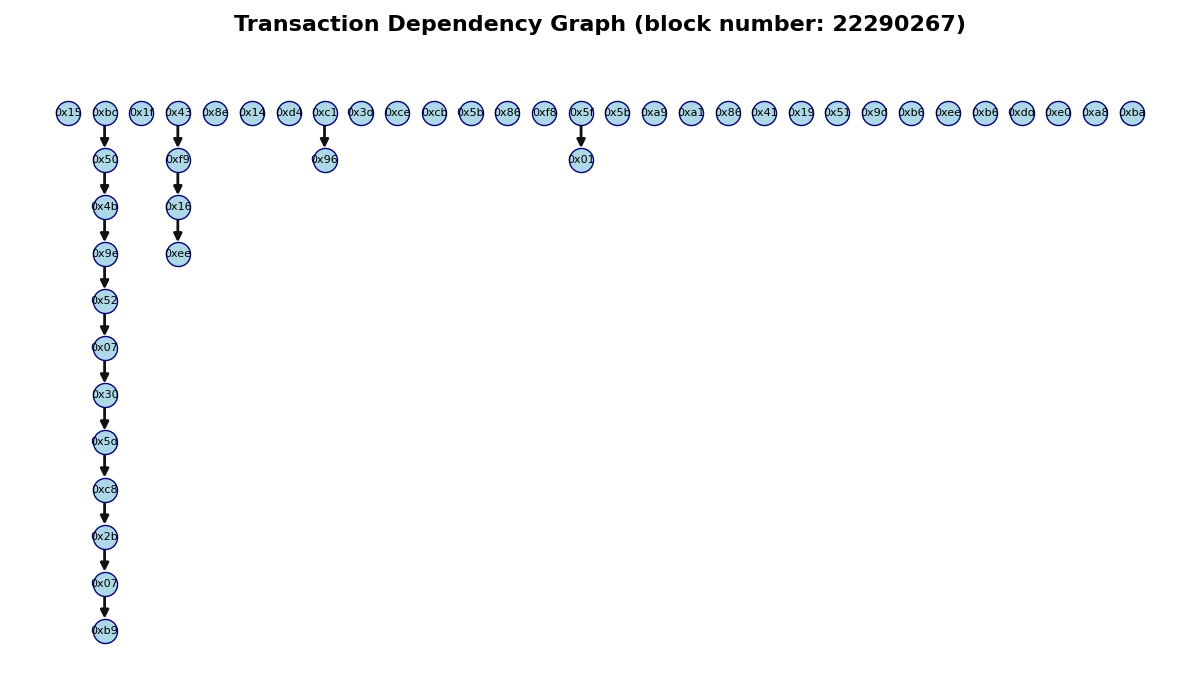 Transaction Dependency Graph (block number: 22290267)
0x15 0xbc 0x1f 0x43 0x8e 0x14 0xd4 0xc1 0x3d 0xce 0xcb 0x5b 0x86 0xf8 0x5f 0x5b 0xa9 0xa1 0x86 0x41 0x19 0x51 0x9d 0xb6 0xee 0xb6 0xdd 0xe0 0xa8 0xba
0x50 0xf9 0x96 0x01
0x4b 0x16
0x9e 0xee
0x52
0x07
0x30
0x5d
0xc8
0x2b
0x07
0xb9